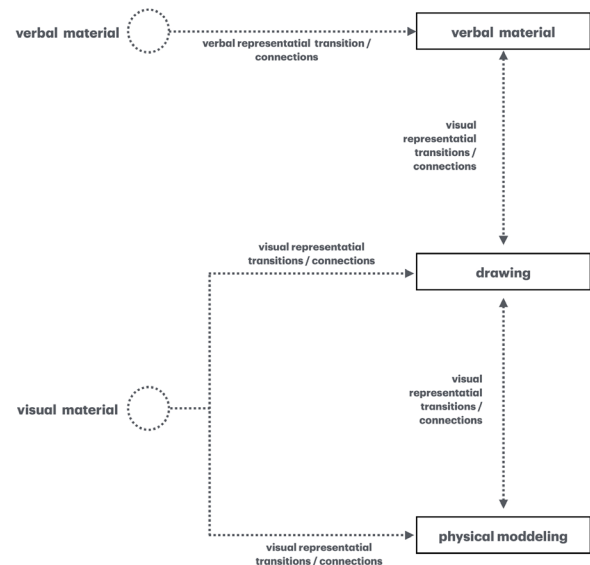 verbal material
verbal representatial transition /
connections
verbal material
visual
representatial
transitions /
connections
visual representatial
transitions / connections
drawing
visual
representatial
transitions /
connections
visual material
physical moddeling
visual representatial
transitions / connections